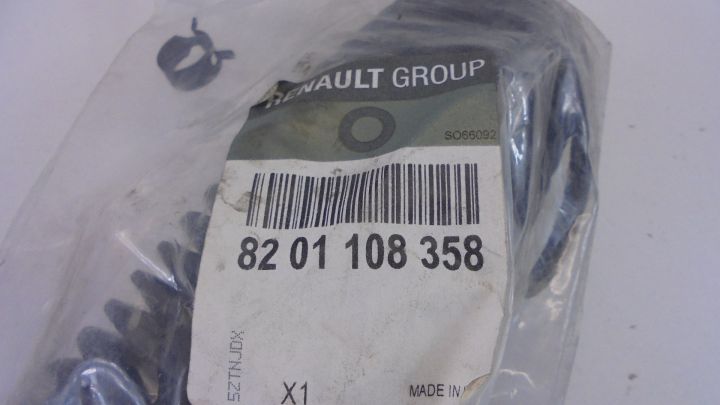 RENAULT GROUP
SO66092
82 01 108 358
5ZTNJDX
X1
MADE IN